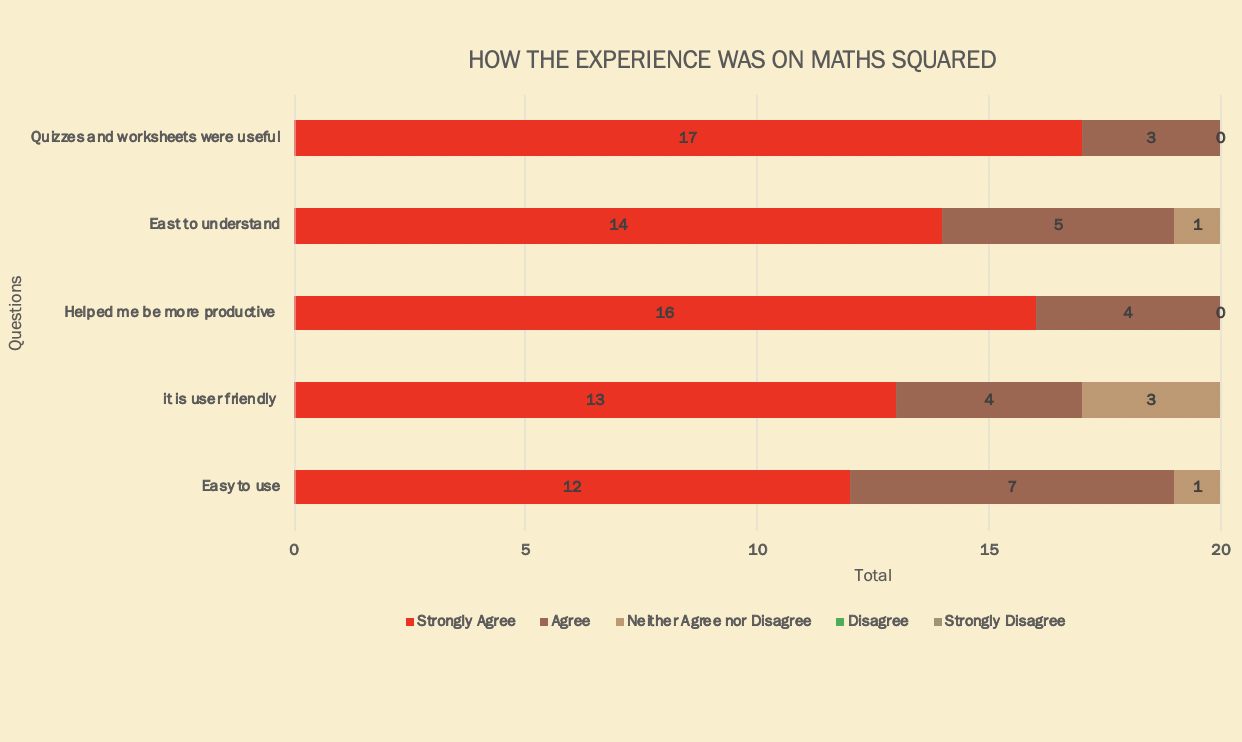 HOW THE EXPERIENCE WAS ON MATHS SQUARED
Quizzes and worksheets were useful
17 3 0
East to understand
14 5 1
Questions
Helped me be more productive
16 4 0
it is user friendly
13 4 3
Easy to use
12 7 1
0 5 10 15 20
Total
Strongly Agree Agree Neither Agree nor Disagree Disagree Strongly Disagree